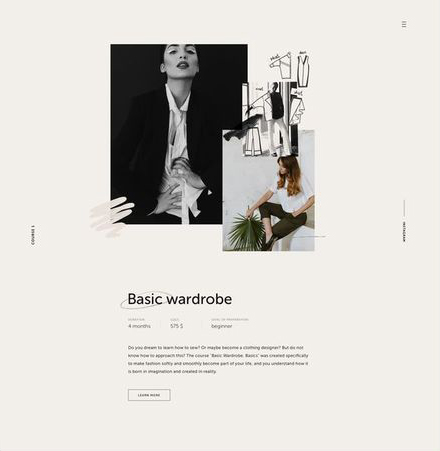 COURSE 1
INSTAGRAM
Basic wardrobe
DURATION
COST
LEVEL OF PREPARATION
4 months
575 $
beginner
Do you dream to learn how to sew? Or maybe become a clothing designer? But do not
know how to approach this? The course 'Basic Wardrobe. Basics' was created specifically
to make fashion softly and smoothly become part of your life, and you understand how it
is born in imagination and created in reality.
LEARN MORE